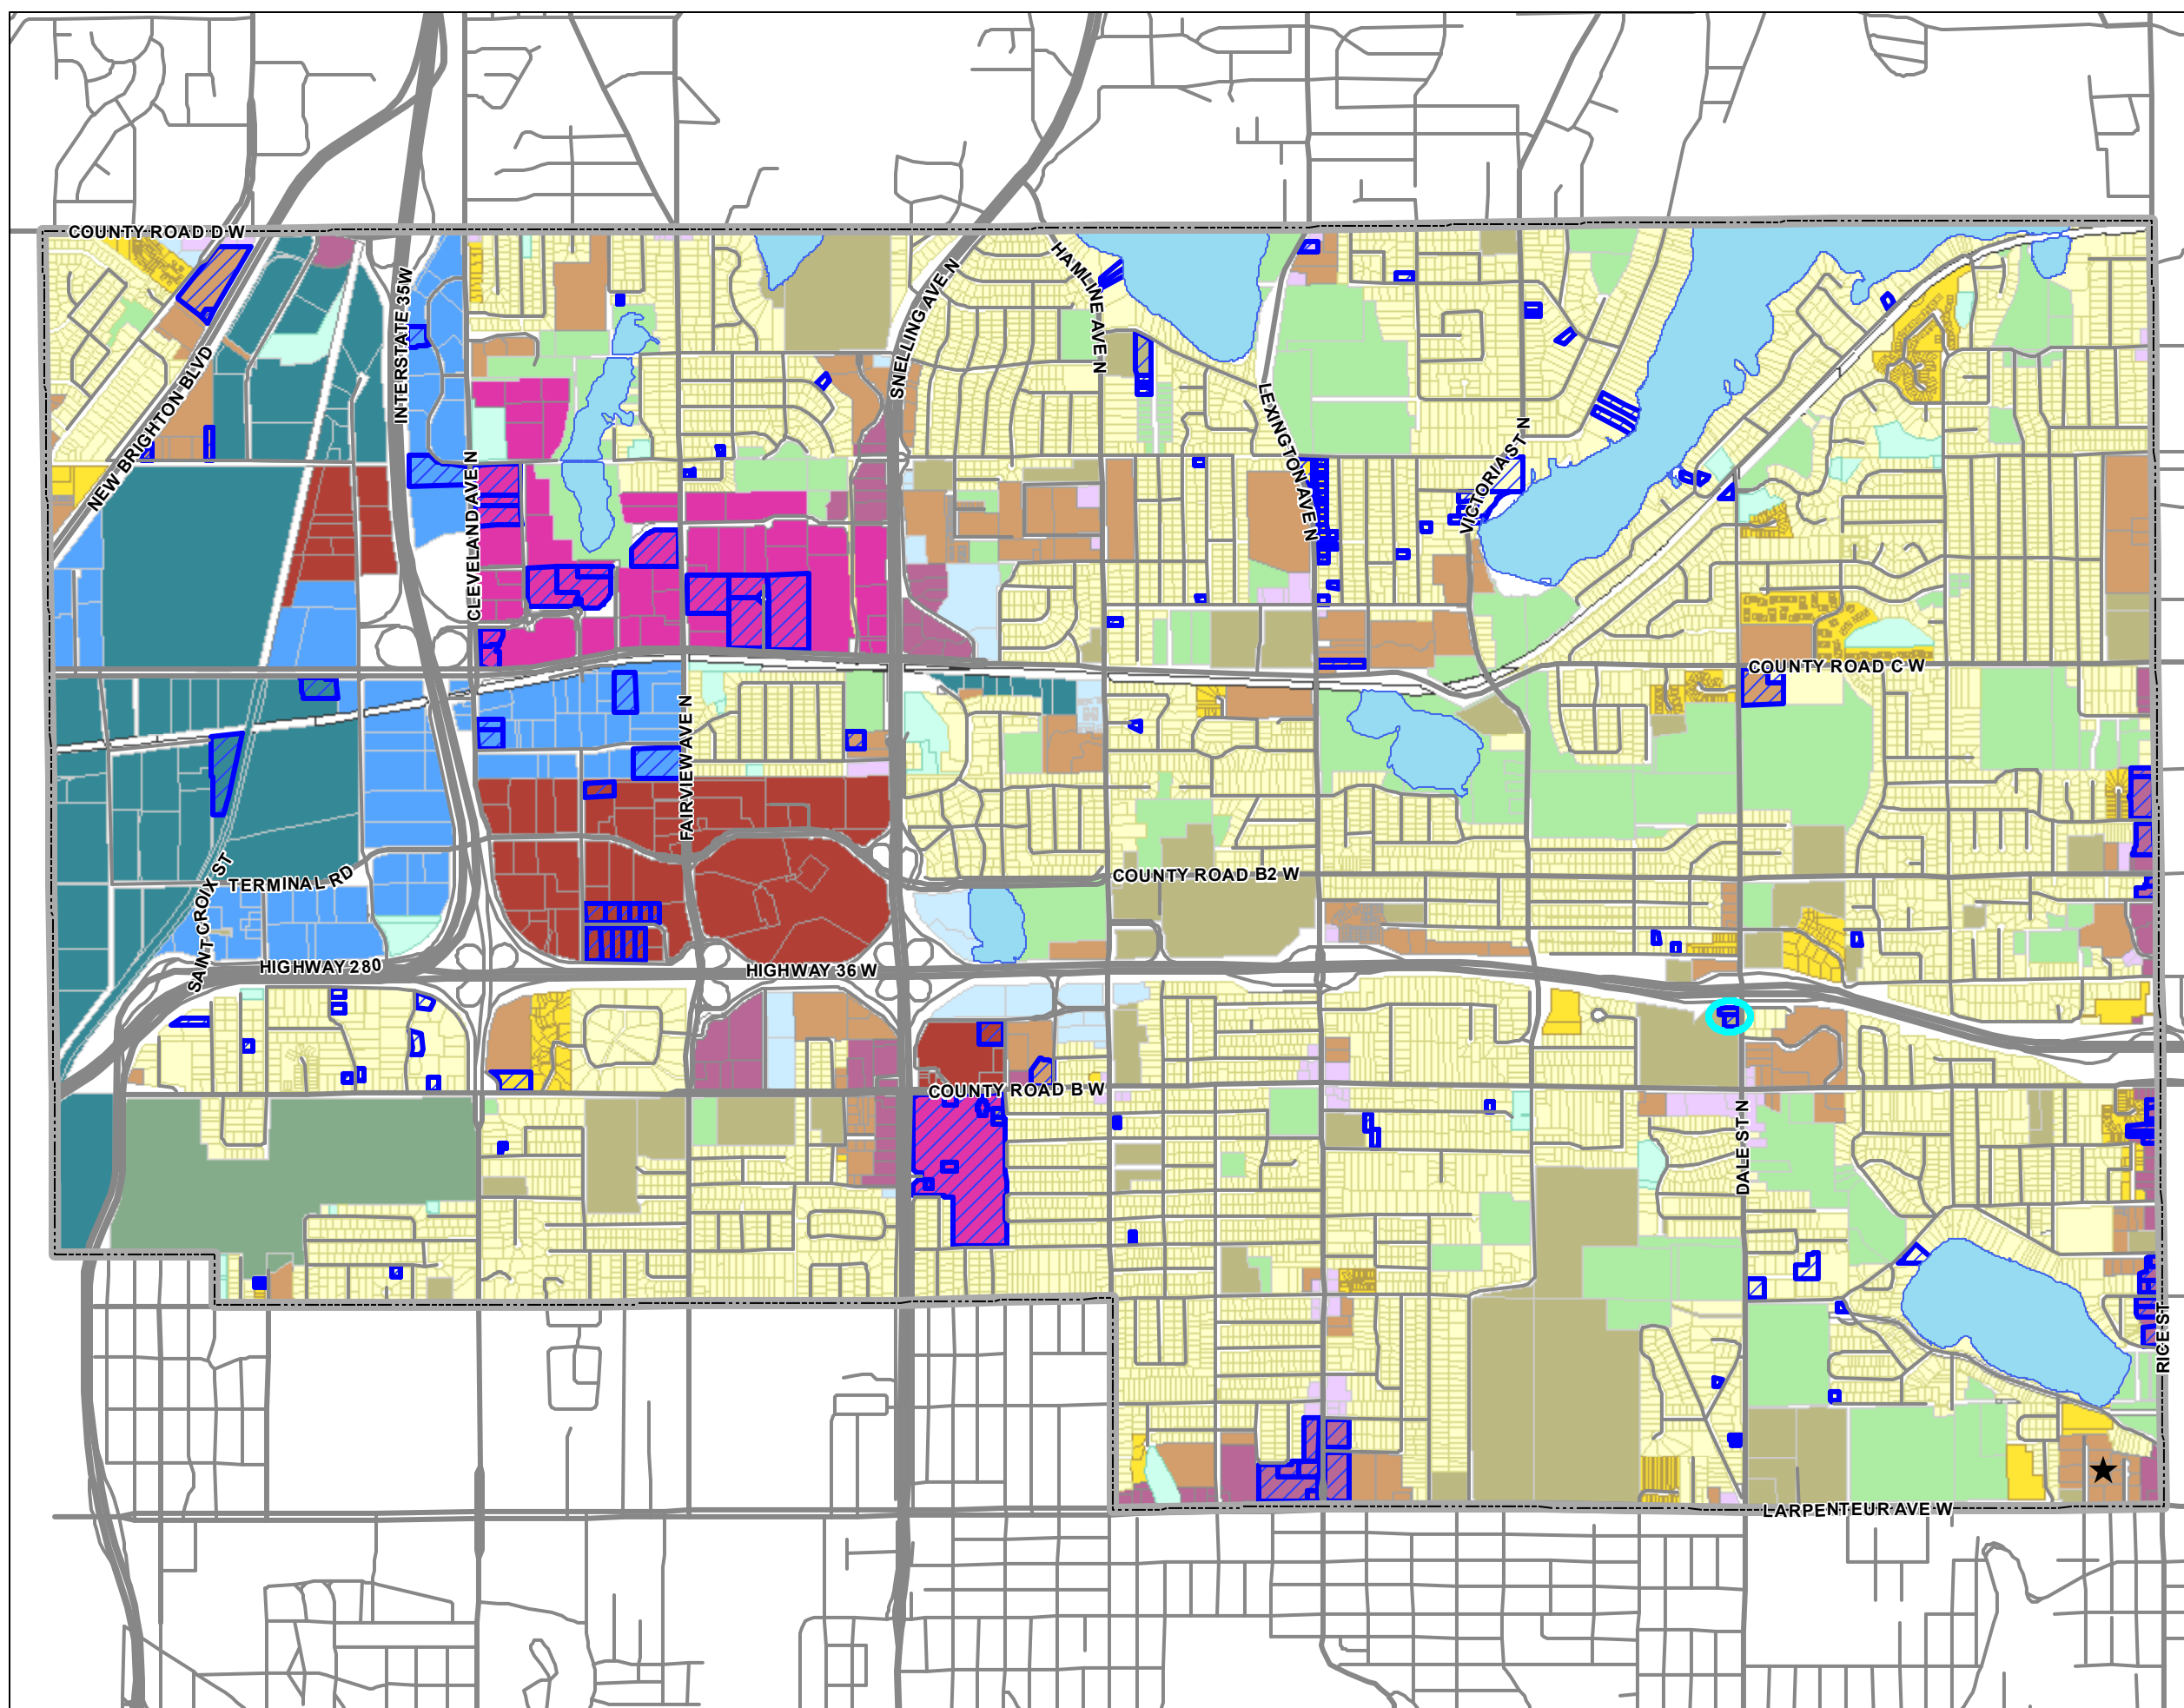 COUNTY ROAD D W
HAMLINE AVE N
SNELLING AVE N
INTERSTATE 35W
NEW BRIGHTON BLVD
LEXINGTON AVE N
VICTORIA ST N
CLEVELAND AVE N
COUNTY ROAD C W
FAIRVIEW AVE N
COUNTY ROAD B2 W
TERMINAL RD
SAINT CROIX ST
HIGHWAY 280
HIGHWAY 36 W
COUNTY ROAD B W
DALE ST N
RICE ST
LARPENTEUR AVE W